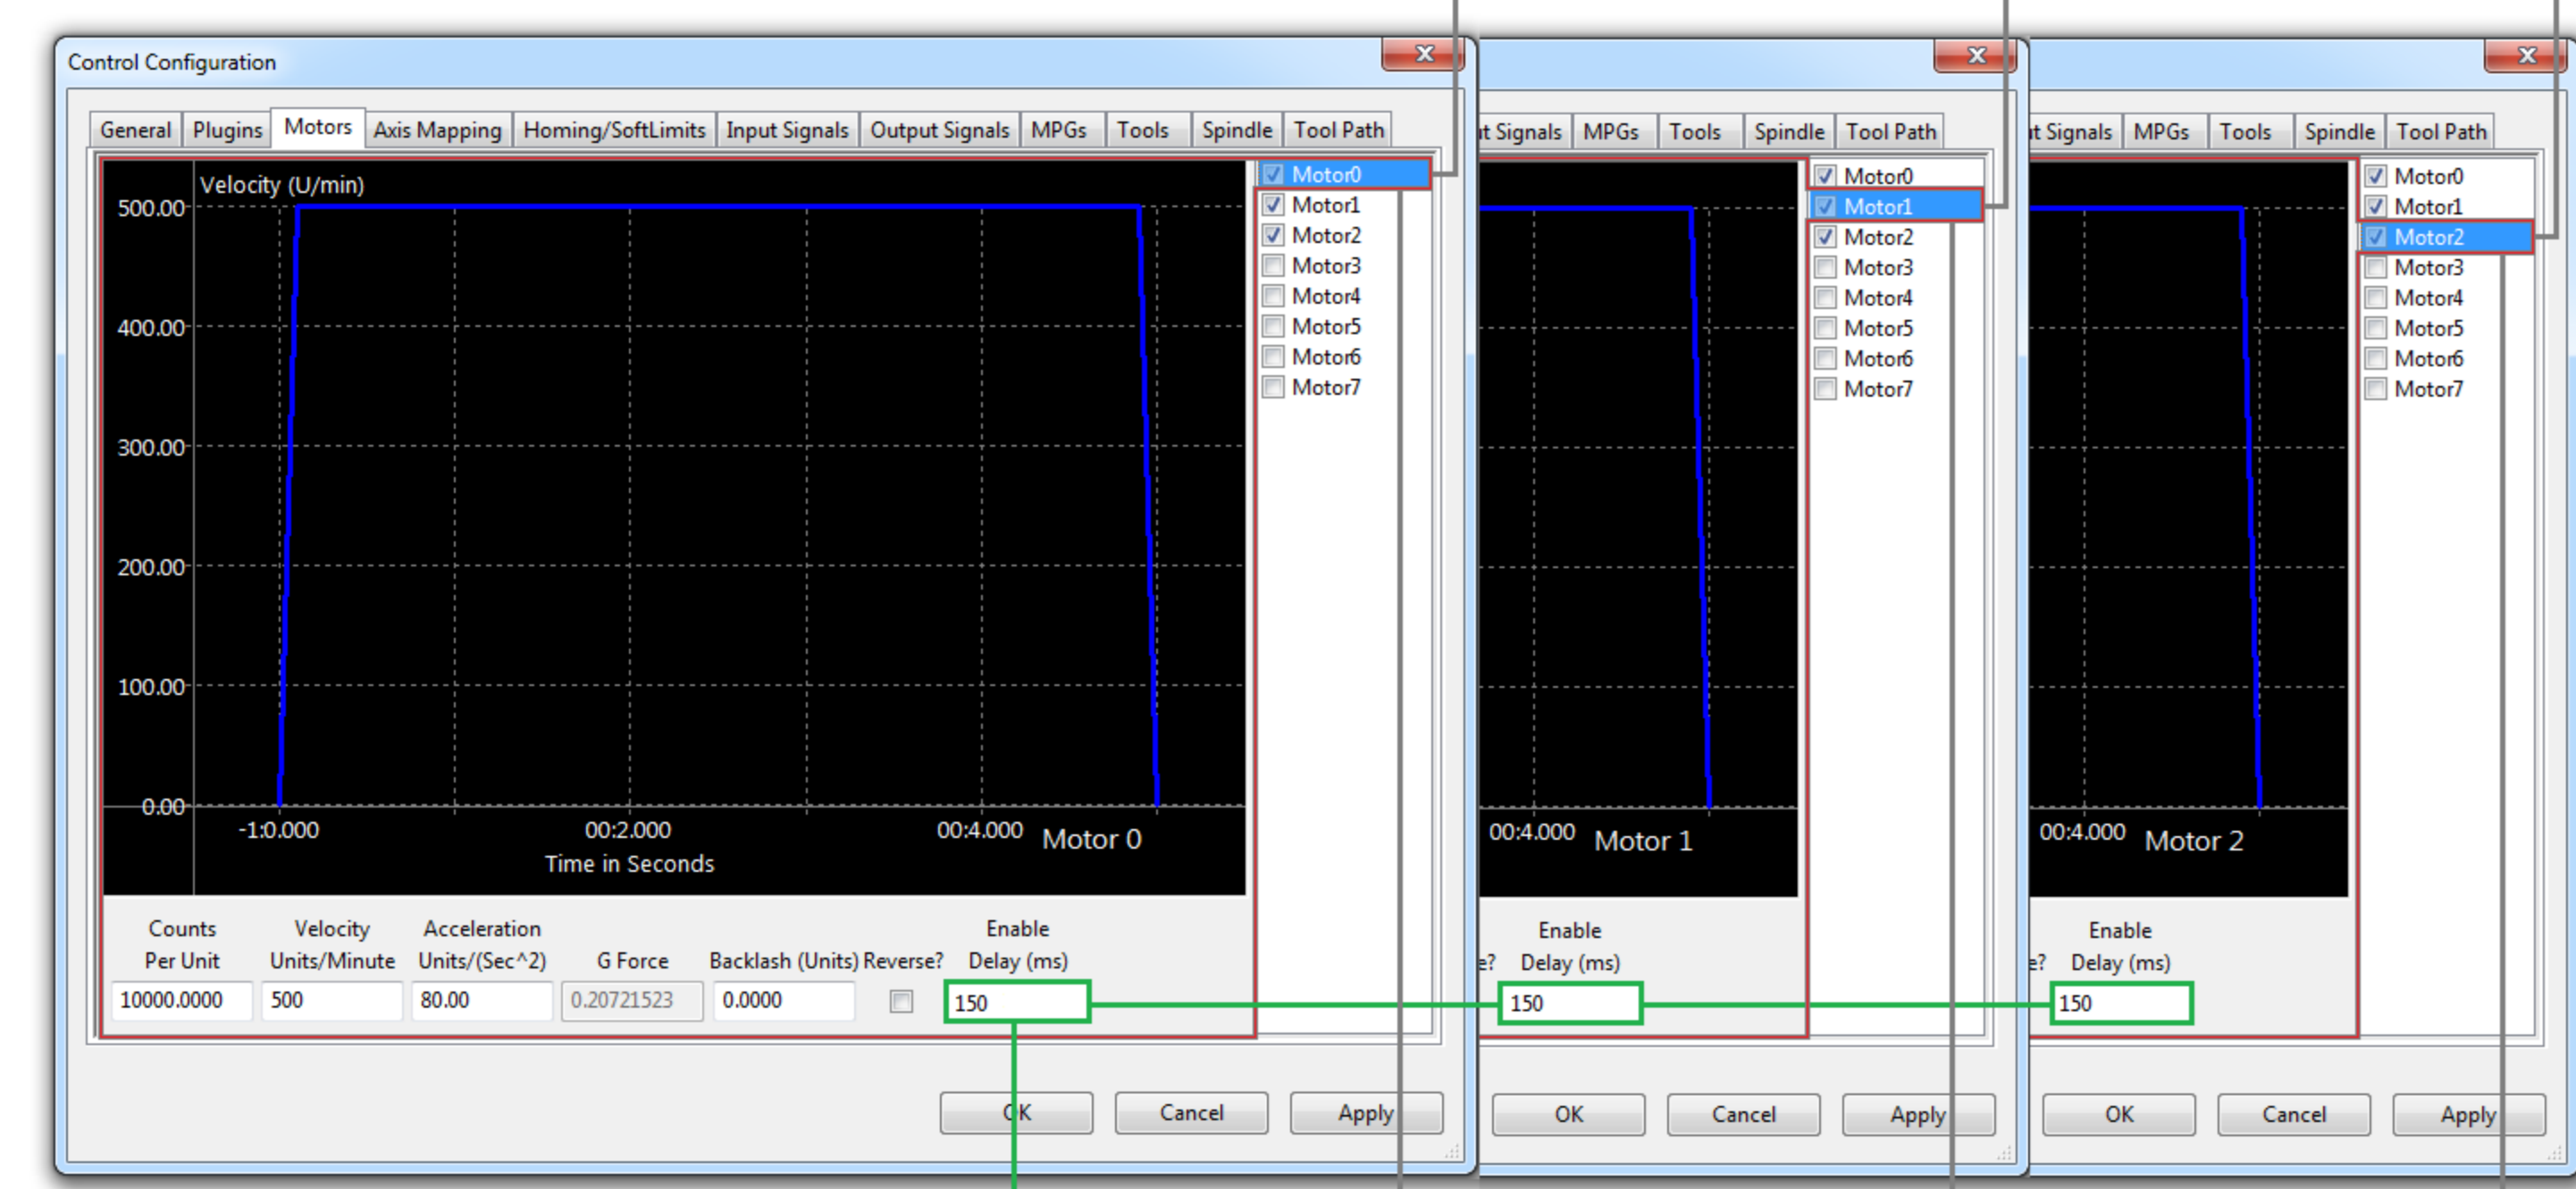 Control Configuration
General Plugins Motors Axis Mapping Homing/SoftLimits Input Signals Output Signals MPGs Tools Spindle Tool Path
Velocity (U/min)
500.00
400.00
300.00
200.00
100.00
0.00
-1:0.000 00:2.000 00:4.000 Motor 0
Time in Seconds
Motor0
Motor1
Motor2
Motor3
Motor4
Motor5
Motor6
Motor7
Counts Per Unit
10000.0000
Velocity Units/Minute
500
Acceleration Units/(Sec^2)
80.00
G Force
0.20721523
Backlash (Units)
0.0000
Reverse?
Enable Delay (ms)
150
OK Cancel Apply
t Signals MPGs Tools Spindle Tool Path
Motor0
Motor1
Motor2
Motor3
Motor4
Motor5
Motor6
Motor7
00:4.000 Motor 1
Enable
e? Delay (ms)
150
OK Cancel Apply
t Signals MPGs Tools Spindle Tool Path
Motor0
Motor1
Motor2
Motor3
Motor4
Motor5
Motor6
Motor7
00:4.000 Motor 2
Enable
e? Delay (ms)
150
OK Cancel Apply